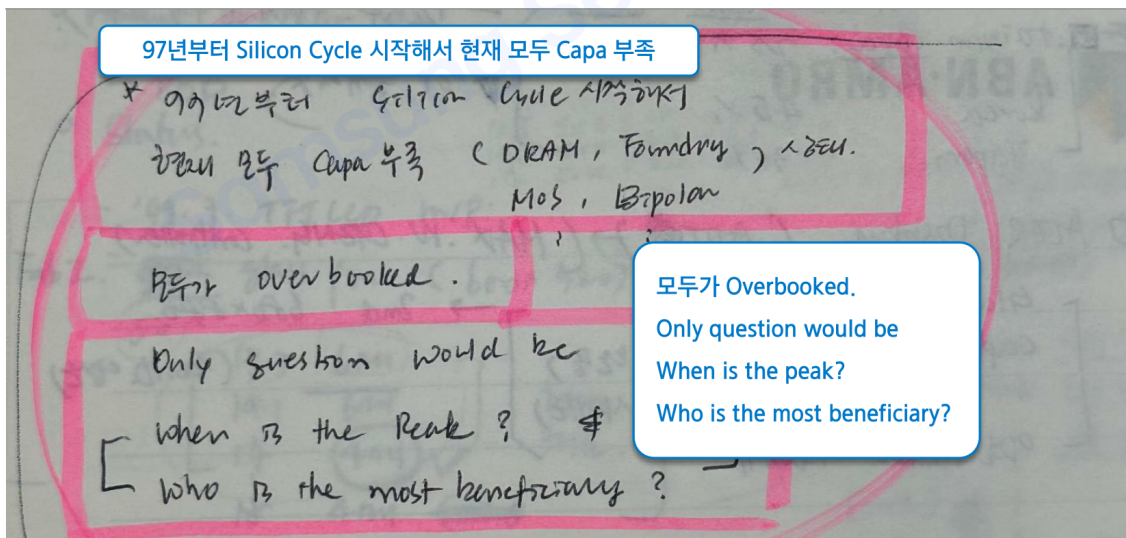 97년부터 Silicon Cycle 시작해서 현재 모두 Capa 부족
ABN·AMRO
* 99년부터 Silicon Cycle 시작해서
현재 모두 Capa 부족 ( DRAM, Foundry ) 상태.
MOS, Bipolar
모두가 overbooked.
Only question would be
When is the Peak?
Who is the most beneficiary?
모두가 Overbooked.
Only question would be
When is the peak?
Who is the most beneficiary?